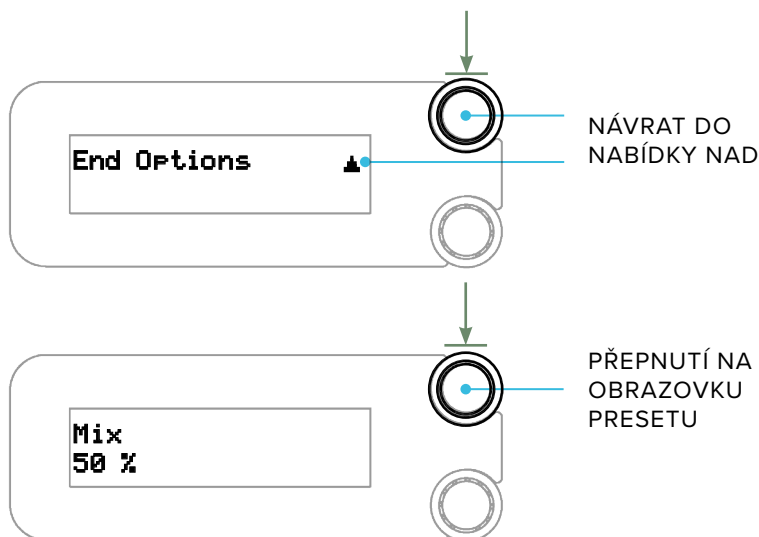 End Options
NÁVRAT DO
NABÍDKY NAD
Mix
50 %
PŘEPNUTÍ NA
OBRAZOVKU
PRESETU